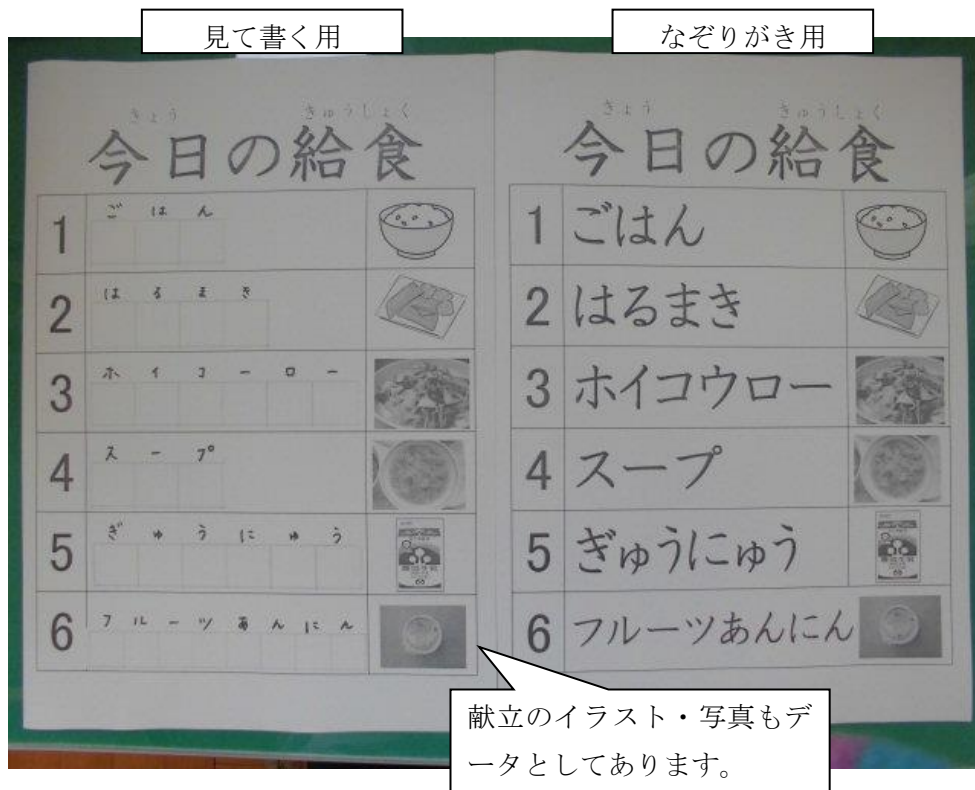 見て書く用
きょう きゅうしょく
今日の給食
1 ごはん
2 はるまき
3 ホイコーロー
4 スープ
5 ぎゅうにゅう
6 フルーツあんにん
なぞりがき用
きょう きゅうしょく
今日の給食
1 ごはん
2 はるまき
3 ホイコウロー
4 スープ
5 ぎゅうにゅう
6 フルーツあんにん
献立のイラスト・写真もデ
ータとしてあります。